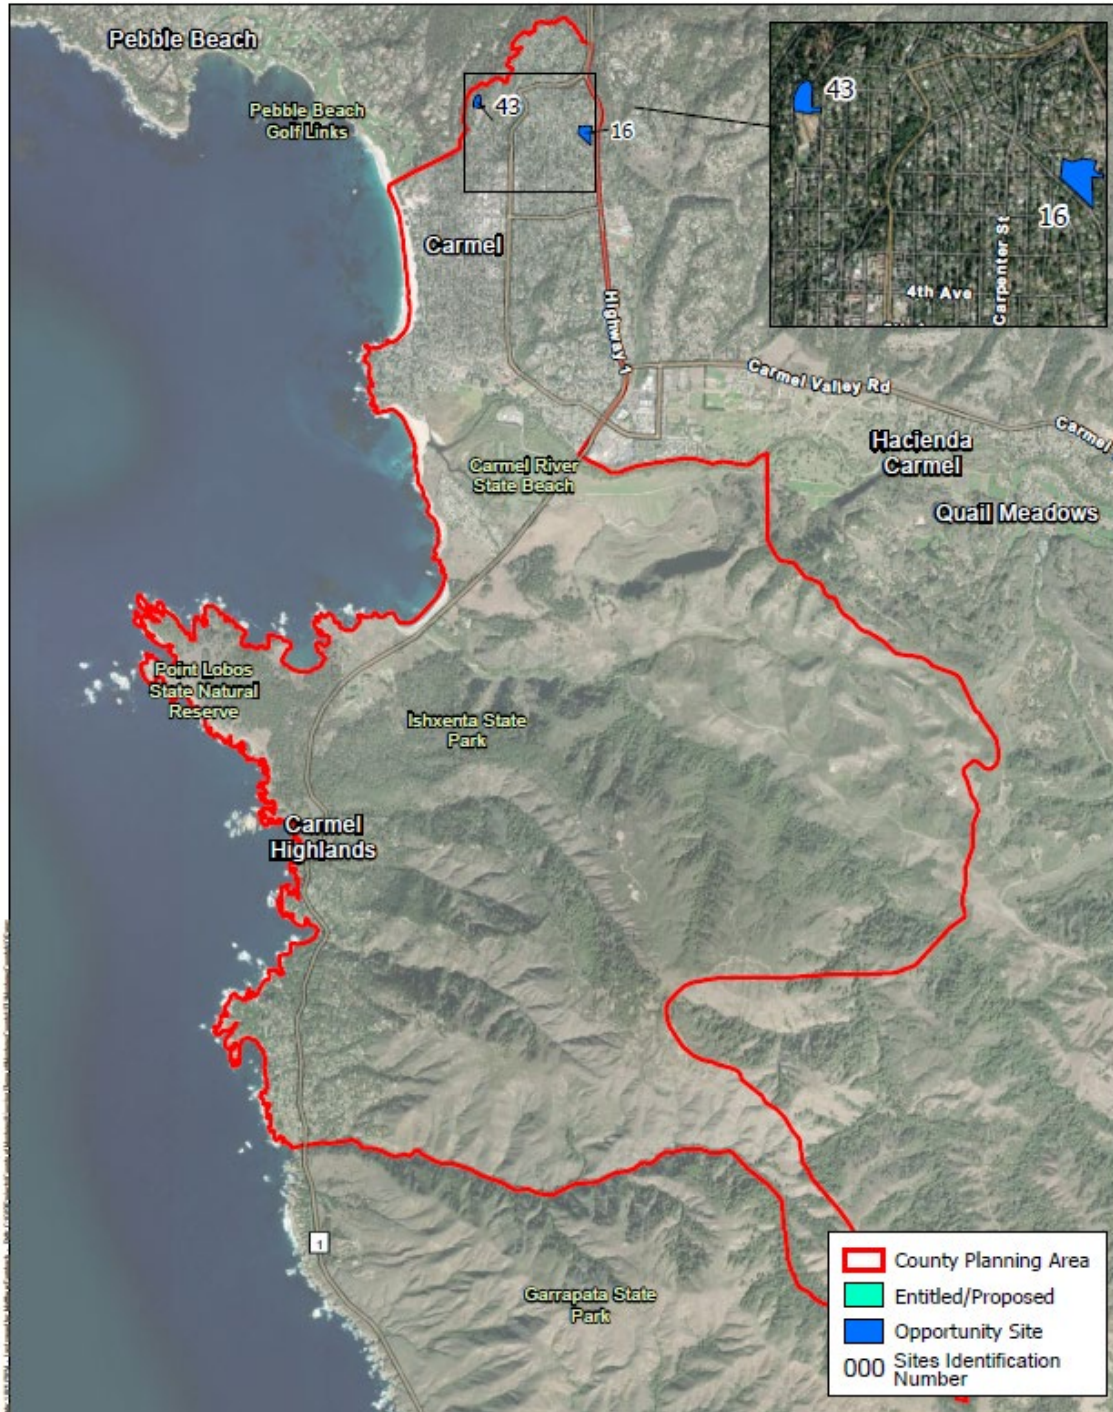 Pebble Beach
Pebble Beach
Golf Links
43
16
43
16
Carpenter St
4th Ave
Carmel
Highway 1
Carmel Valley Rd
Carmel
Hacienda
Carmel
Carmel River
State Beach
Quail Meadows
Point Lobos
State Natural
Reserve
Ishxenta State
Park
Carmel
Highlands
1
Garrapata State
Park
County Planning Area
Entitled/Proposed
Opportunity Site
000 Sites Identification
Number